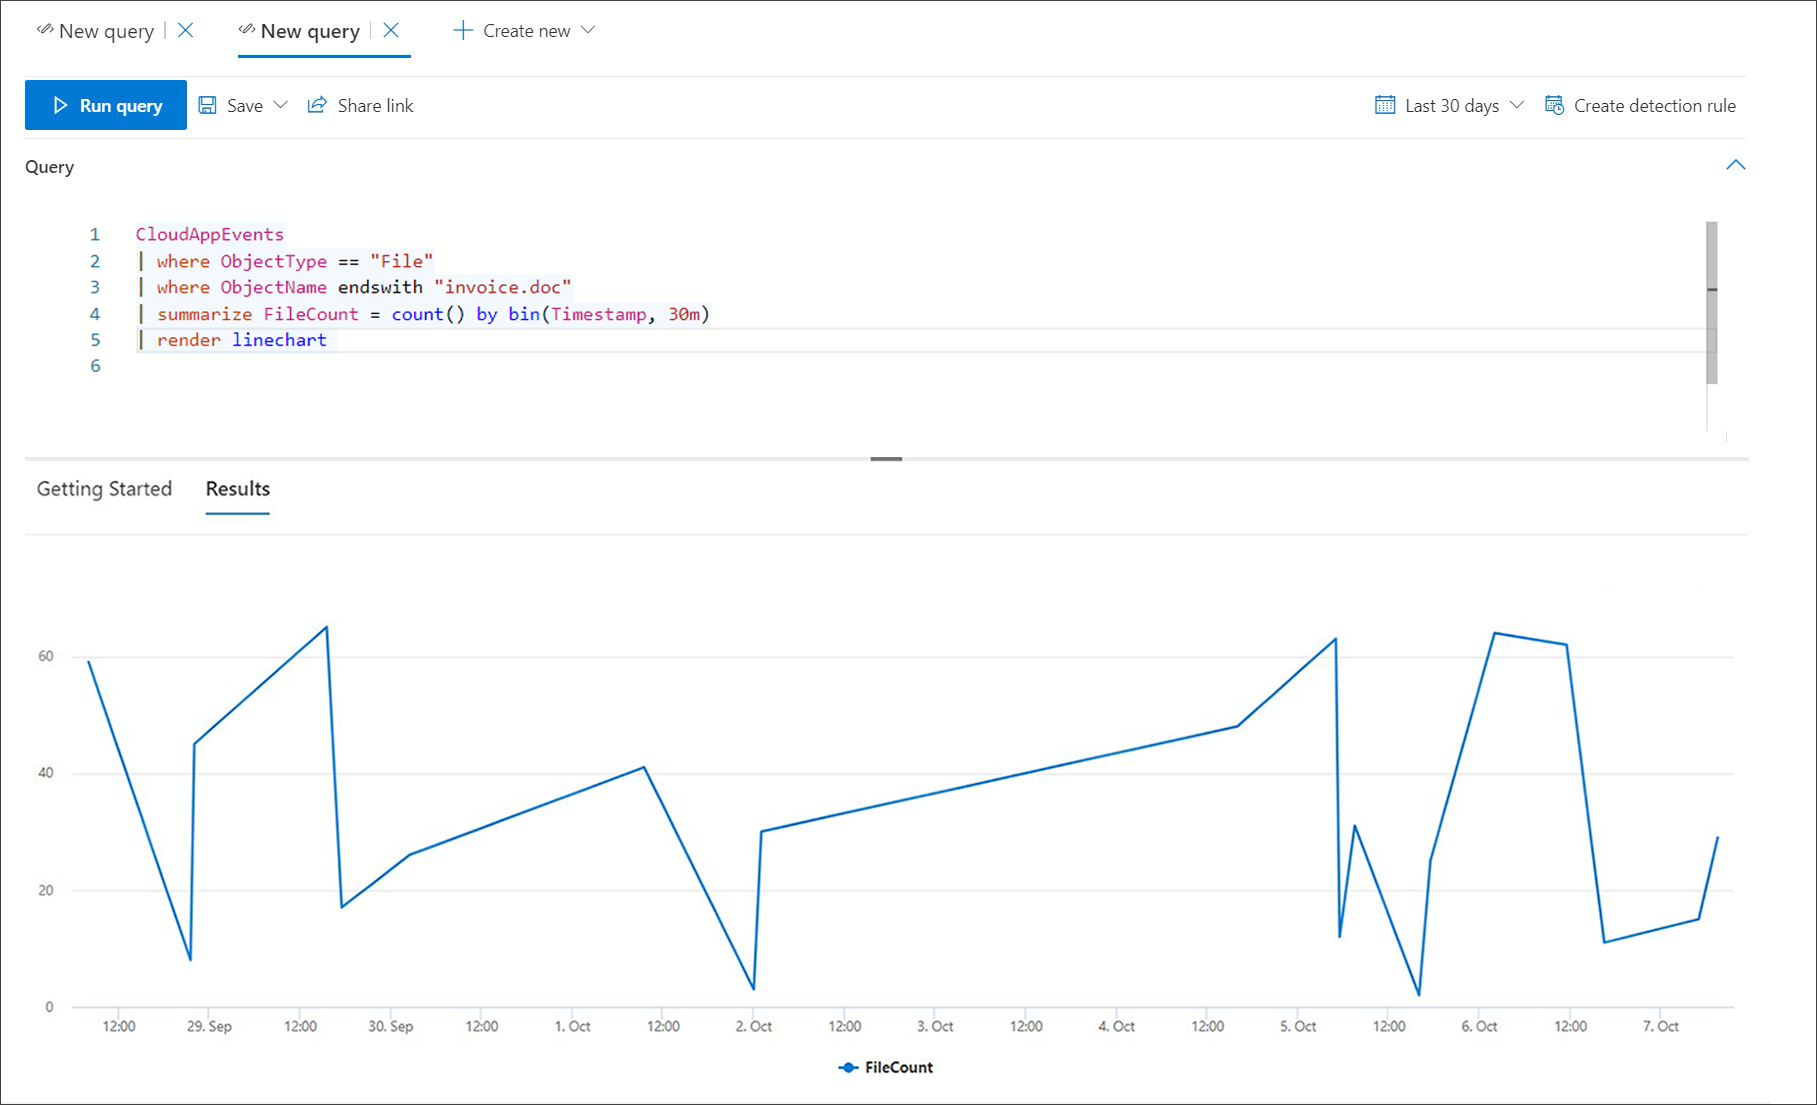 New query New query Create new
Run query Save Share link Last 30 days Create detection rule
Query
1 CloudAppEvents
2 | where ObjectType == "File"
3 | where ObjectName endswith "invoice.doc"
4 | summarize FileCount = count() by bin(Timestamp, 30m)
5 | render linechart
6
Getting Started Results
60
40
20
0
12:00 29. Sep 12:00 30. Sep 12:00 1. Oct 12:00 2. Oct 12:00 3. Oct 12:00 4. Oct 12:00 5. Oct 12:00 6. Oct 12:00 7. Oct
FileCount